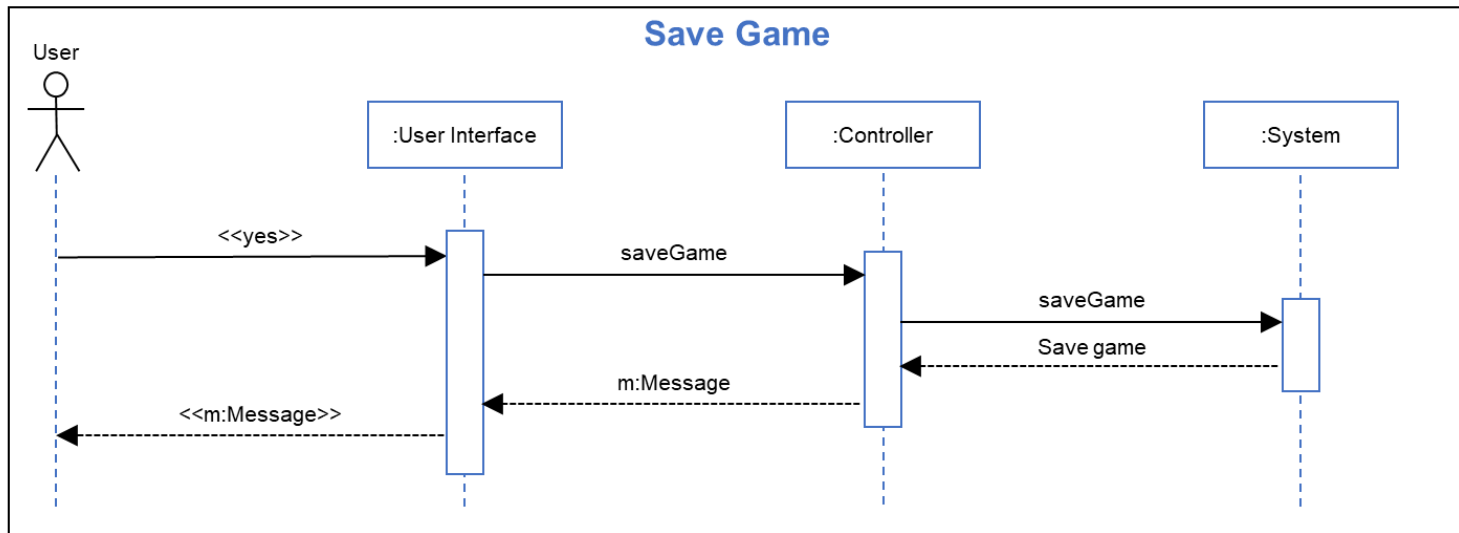 Save Game
User
:User Interface
:Controller
:System
<<yes>>
saveGame
saveGame
Save game
m:Message
<<m:Message>>